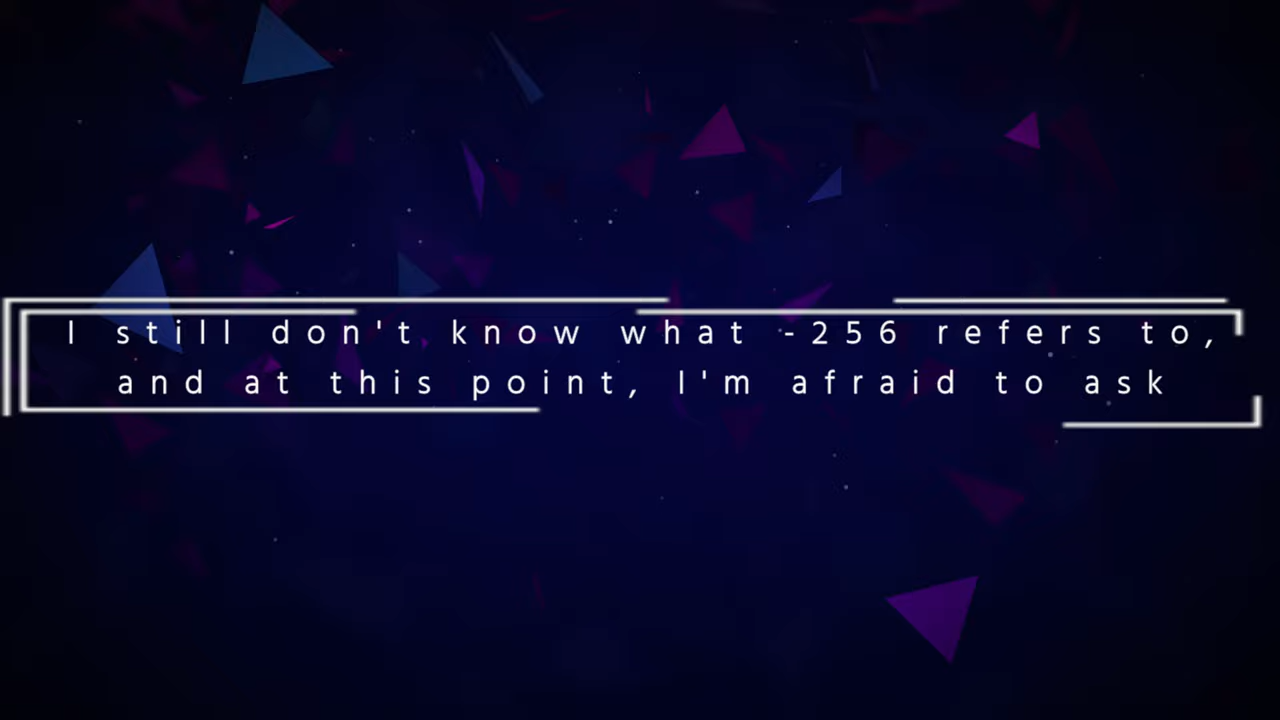 I still don't know what -256 refers to,
and at this point, I'm afraid to ask